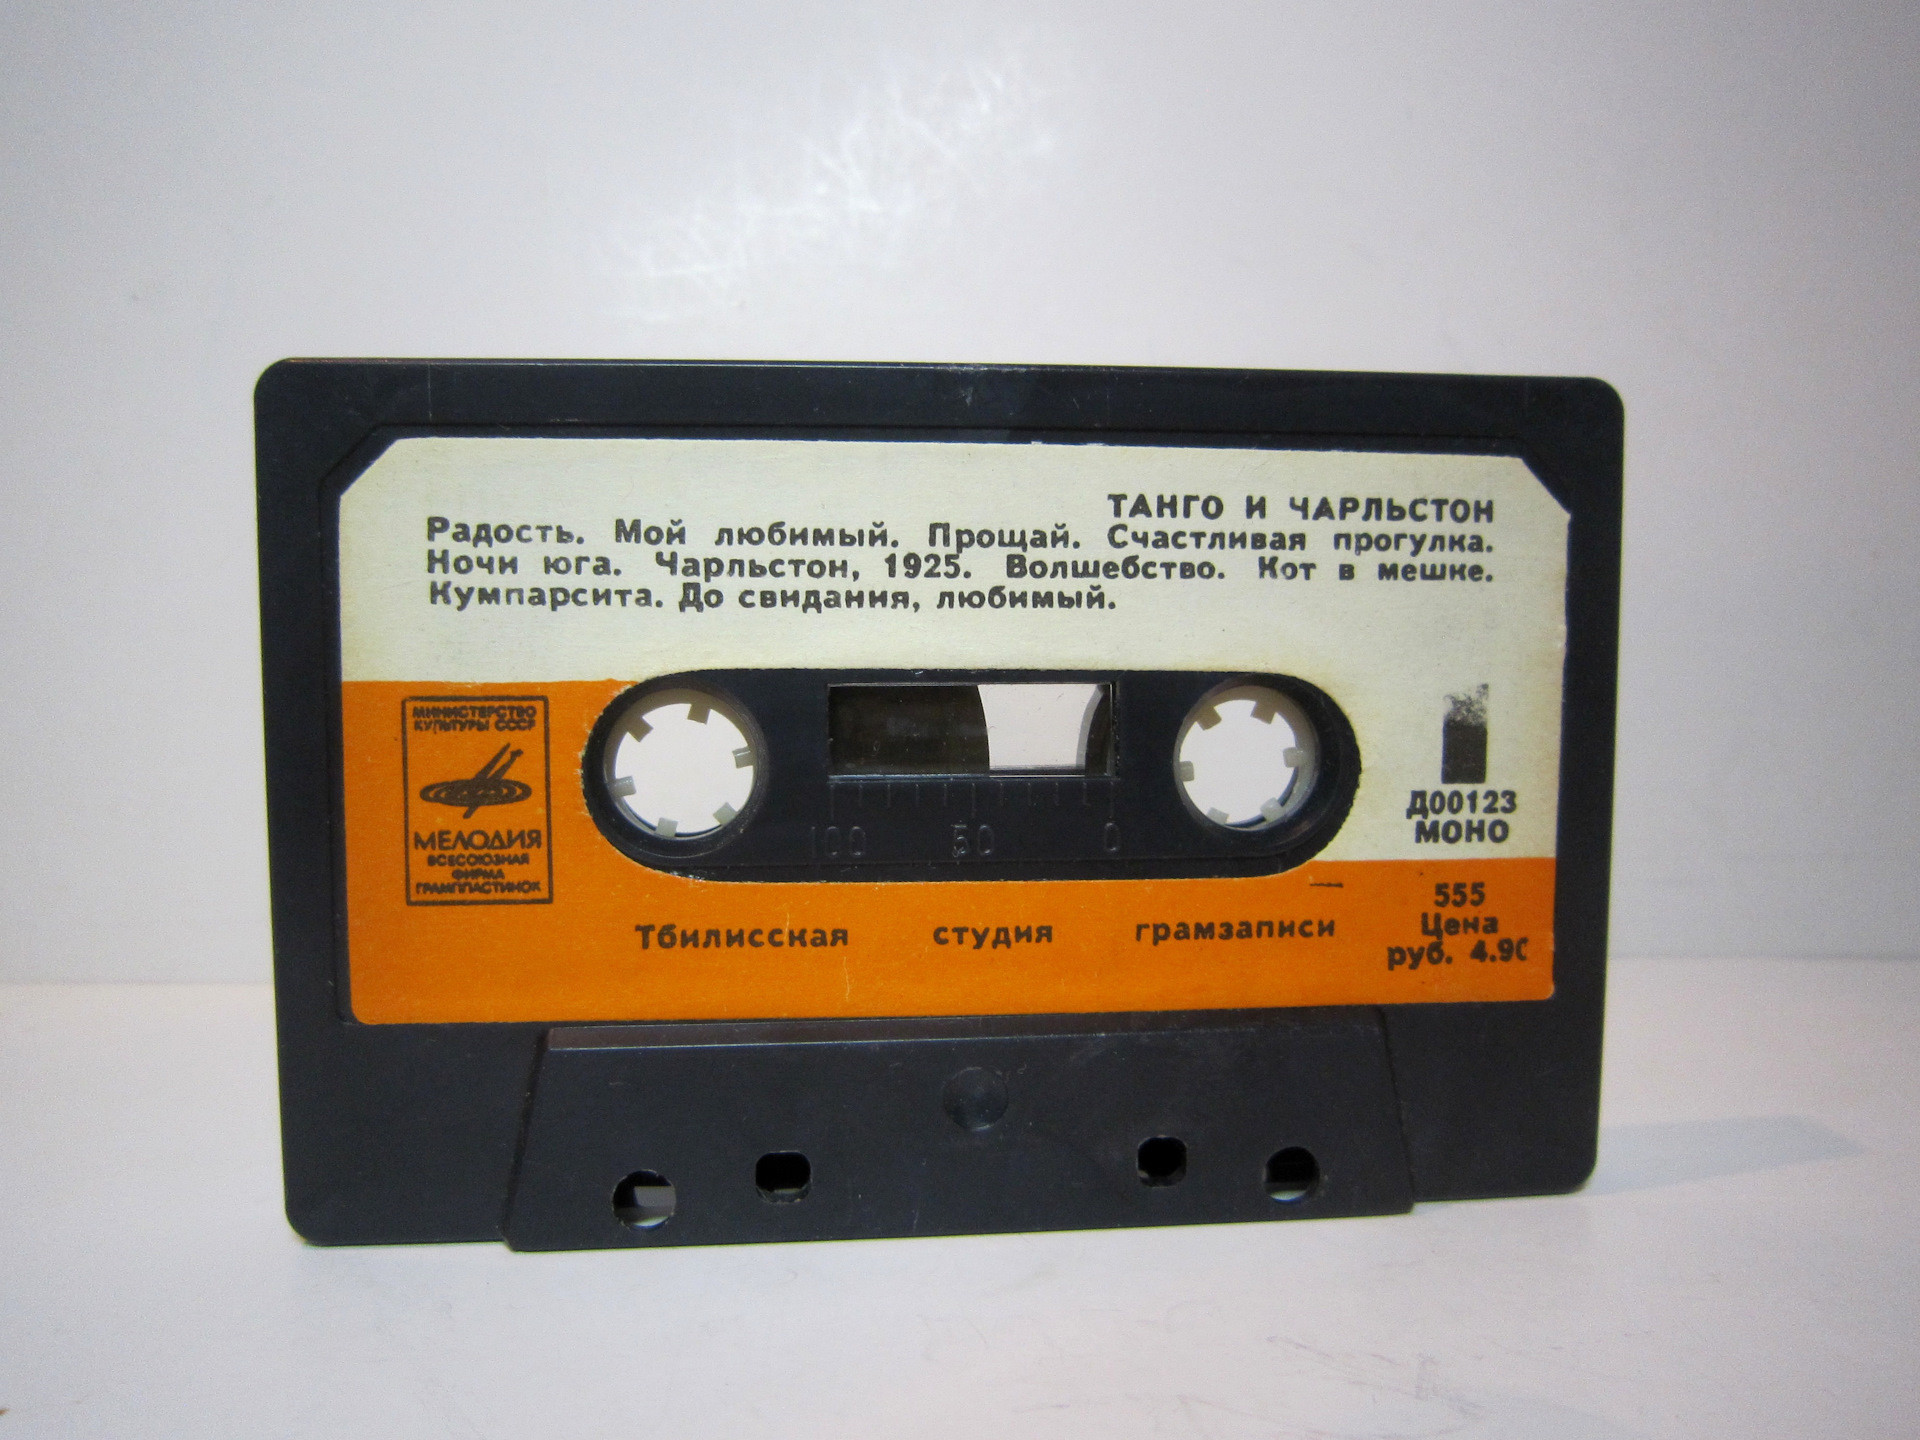 ТАНГО И ЧАРЛЬСТОН
Радость. Мой любимый. Прощай. Счастливая прогулка.
Ночи юга. Чарльстон, 1925. Волшебство. Кот в мешке.
Кумпарсита. До свидания, любимый.
МИНИСТЕРСТВО
КУЛЬТУРЫ СССР
МЕЛОДИЯ
ВСЕСОЮЗНАЯ
ФИРМА
ГРАМПЛАСТИНОК
100 50 0
Д00123
МОНО
555
Цена
руб. 4.90
Тбилисская студия грамзаписи